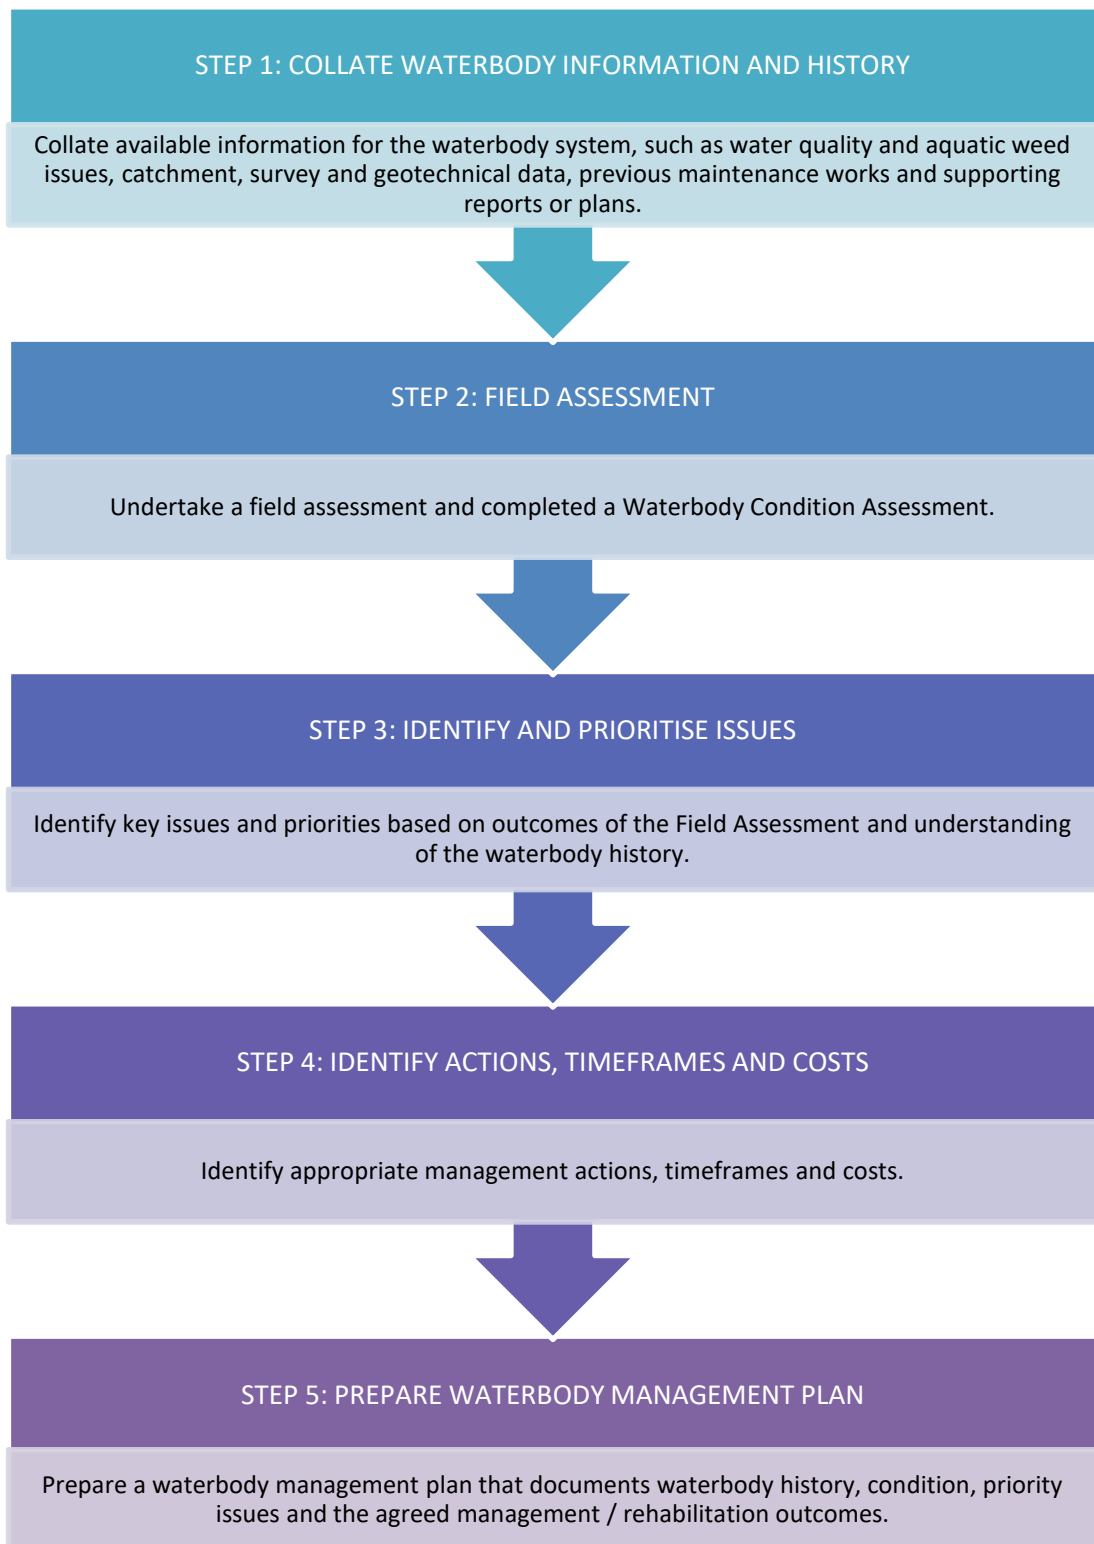 STEP 1: COLLATE WATERBODY INFORMATION AND HISTORY
Collate available information for the waterbody system, such as water quality and aquatic weed
issues, catchment, survey and geotechnical data, previous maintenance works and supporting
reports or plans.
STEP 2: FIELD ASSESSMENT
Undertake a field assessment and completed a Waterbody Condition Assessment.
STEP 3: IDENTIFY AND PRIORITISE ISSUES
Identify key issues and priorities based on outcomes of the Field Assessment and understanding
of the waterbody history.
STEP 4: IDENTIFY ACTIONS, TIMEFRAMES AND COSTS
Identify appropriate management actions, timeframes and costs.
STEP 5: PREPARE WATERBODY MANAGEMENT PLAN
Prepare a waterbody management plan that documents waterbody history, condition, priority
issues and the agreed management / rehabilitation outcomes.